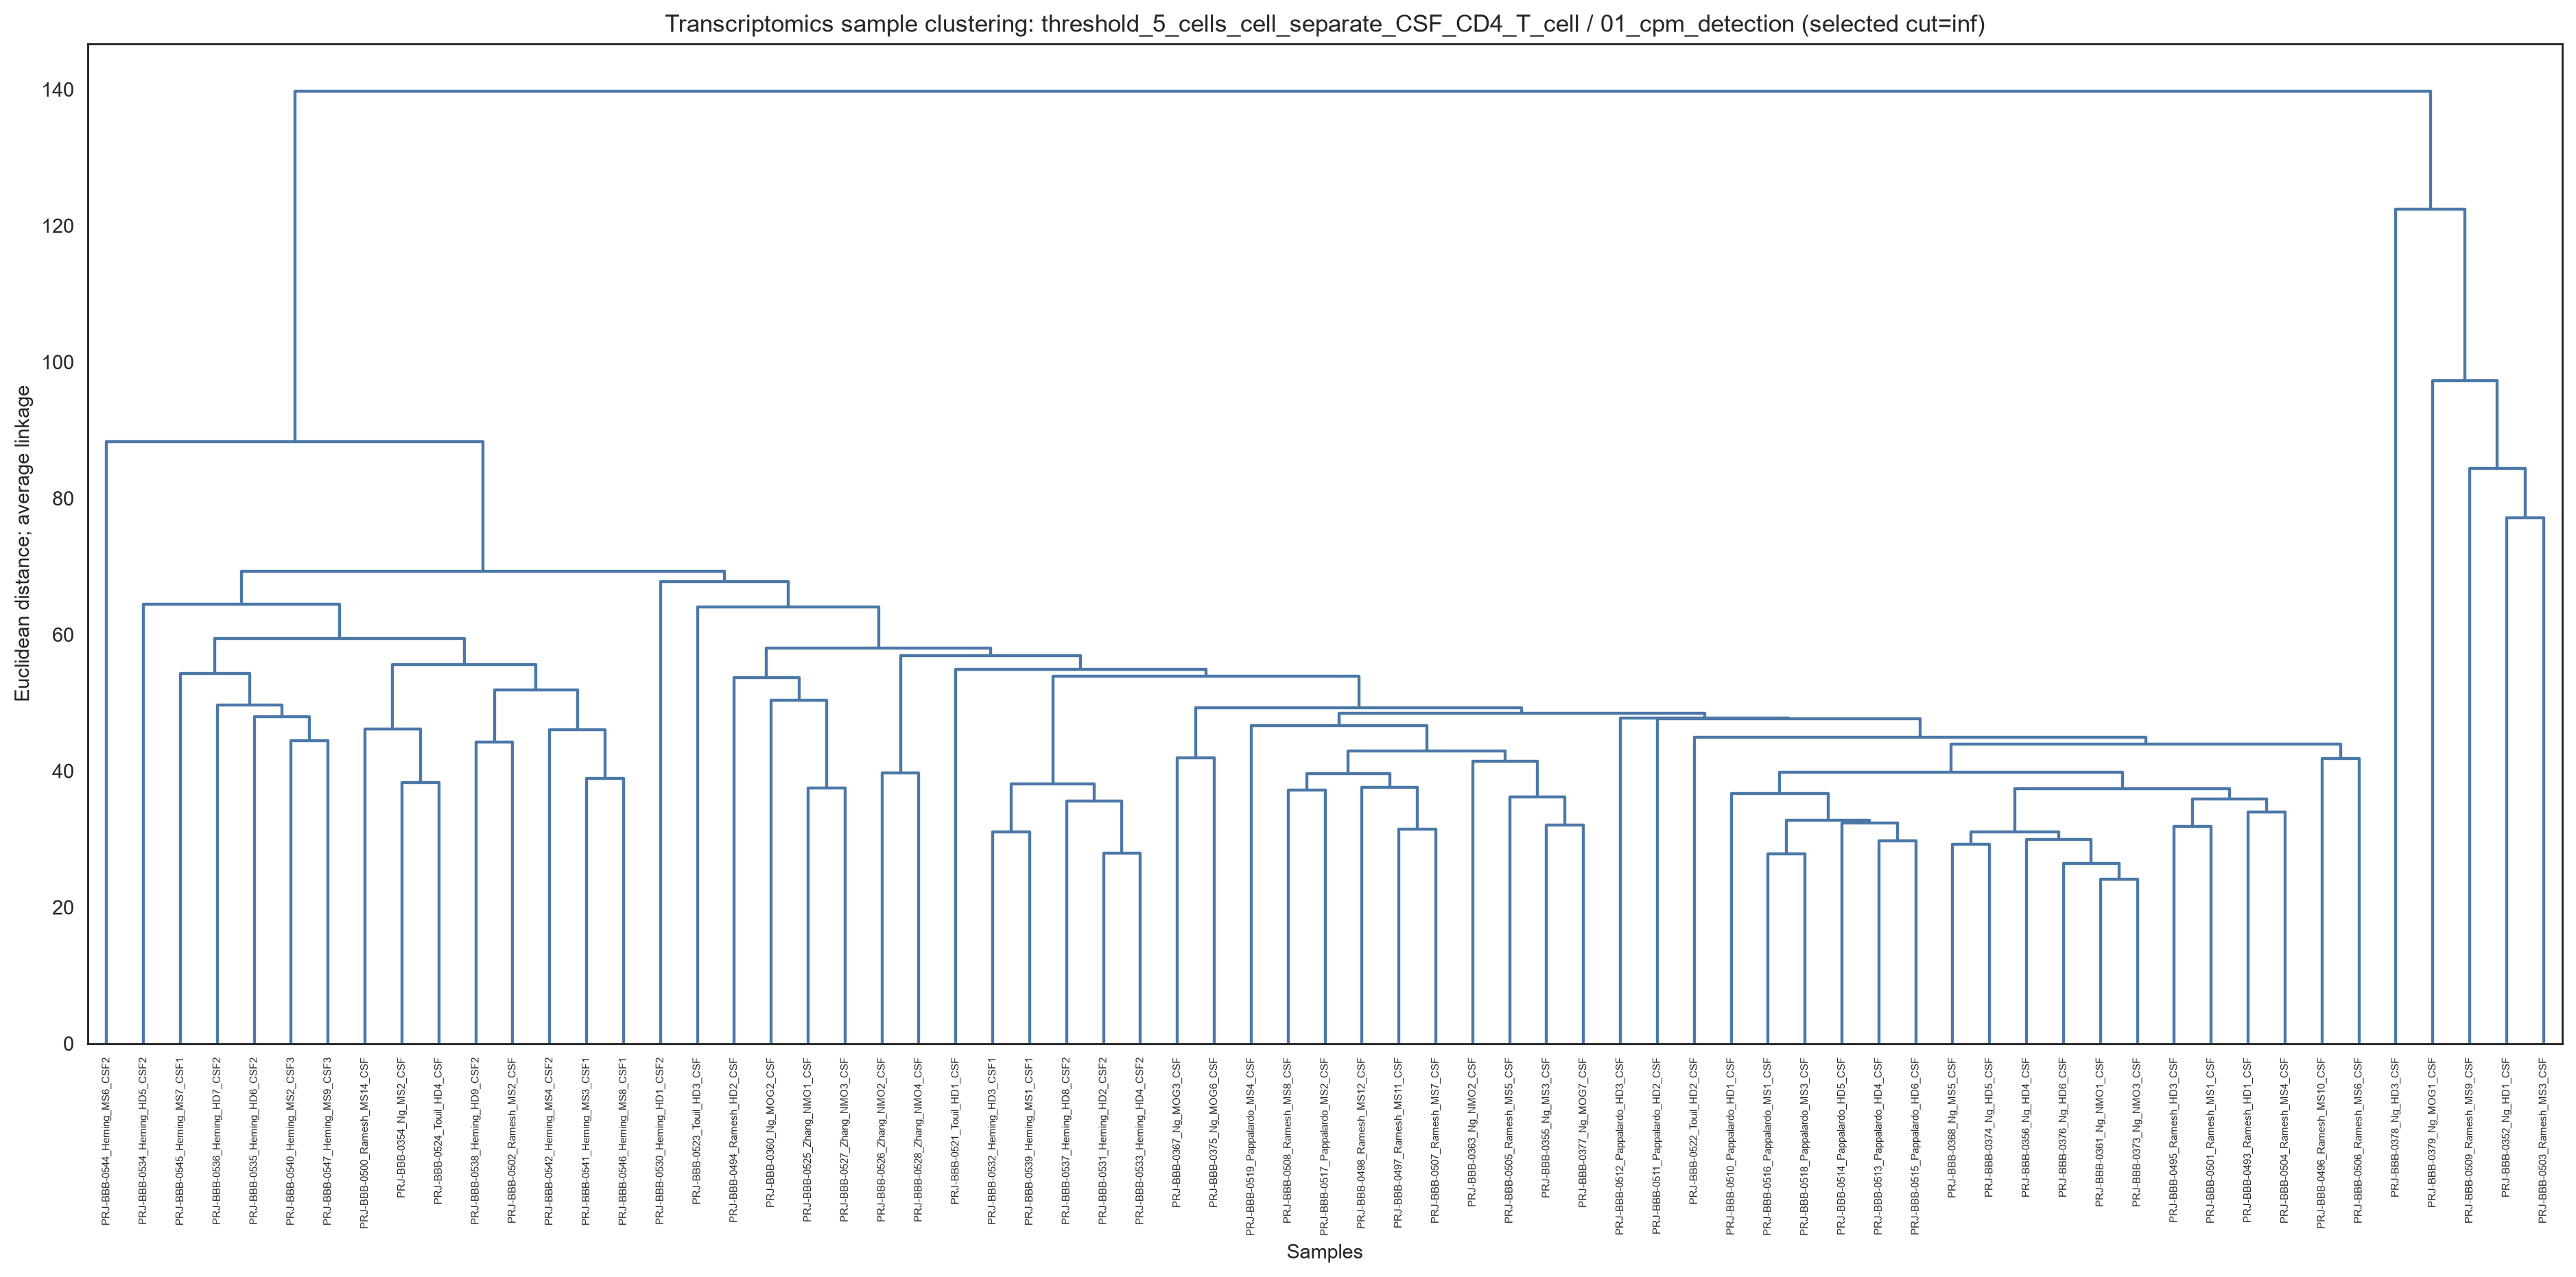 Transcriptomics sample clustering: threshold_5_cells_cell_separate_CSF_CD4_T_cell / 01_cpm_detection (selected cut=inf)
Euclidean distance; average linkage
140
120
100
80
60
40
20
0
PRJ-BBB-0544_Heming_MS6_CSF2
PRJ-BBB-0534_Heming_HD5_CSF2
PRJ-BBB-0545_Heming_MS7_CSF1
PRJ-BBB-0536_Heming_HD7_CSF2
PRJ-BBB-0535_Heming_HD6_CSF2
PRJ-BBB-0540_Heming_MS2_CSF3
PRJ-BBB-0547_Heming_MS9_CSF3
PRJ-BBB-0500_Ramesh_MS14_CSF
PRJ-BBB-0354_Ng_MS2_CSF
PRJ-BBB-0524_Touil_HD4_CSF
PRJ-BBB-0538_Heming_HD9_CSF2
PRJ-BBB-0502_Ramesh_MS2_CSF
PRJ-BBB-0542_Heming_MS4_CSF2
PRJ-BBB-0541_Heming_MS3_CSF1
PRJ-BBB-0546_Heming_MS8_CSF1
PRJ-BBB-0530_Heming_HD1_CSF2
PRJ-BBB-0523_Touil_HD3_CSF
PRJ-BBB-0494_Ramesh_HD2_CSF
PRJ-BBB-0360_Ng_MOG2_CSF
PRJ-BBB-0525_Zhang_NMO1_CSF
PRJ-BBB-0527_Zhang_NMO3_CSF
PRJ-BBB-0526_Zhang_NMO2_CSF
PRJ-BBB-0528_Zhang_NMO4_CSF
PRJ-BBB-0521_Touil_HD1_CSF
PRJ-BBB-0532_Heming_HD3_CSF1
PRJ-BBB-0539_Heming_MS1_CSF1
PRJ-BBB-0537_Heming_HD8_CSF2
PRJ-BBB-0531_Heming_HD2_CSF2
PRJ-BBB-0533_Heming_HD4_CSF2
PRJ-BBB-0367_Ng_MOG3_CSF
PRJ-BBB-0375_Ng_MOG6_CSF
PRJ-BBB-0519_Pappalardo_MS4_CSF
PRJ-BBB-0508_Ramesh_MS8_CSF
PRJ-BBB-0517_Pappalardo_MS2_CSF
PRJ-BBB-0498_Ramesh_MS12_CSF
PRJ-BBB-0497_Ramesh_MS11_CSF
PRJ-BBB-0507_Ramesh_MS7_CSF
PRJ-BBB-0363_Ng_NMO2_CSF
PRJ-BBB-0505_Ramesh_MS5_CSF
PRJ-BBB-0355_Ng_MS3_CSF
PRJ-BBB-0377_Ng_MOG7_CSF
PRJ-BBB-0512_Pappalardo_HD3_CSF
PRJ-BBB-0511_Pappalardo_HD2_CSF
PRJ-BBB-0522_Touil_HD2_CSF
PRJ-BBB-0510_Pappalardo_HD1_CSF
PRJ-BBB-0516_Pappalardo_MS1_CSF
PRJ-BBB-0518_Pappalardo_MS3_CSF
PRJ-BBB-0514_Pappalardo_HD5_CSF
PRJ-BBB-0513_Pappalardo_HD4_CSF
PRJ-BBB-0515_Pappalardo_HD6_CSF
PRJ-BBB-0368_Ng_MS5_CSF
PRJ-BBB-0374_Ng_HD5_CSF
PRJ-BBB-0356_Ng_HD4_CSF
PRJ-BBB-0376_Ng_HD6_CSF
PRJ-BBB-0361_Ng_NMO1_CSF
PRJ-BBB-0373_Ng_NMO3_CSF
PRJ-BBB-0495_Ramesh_HD3_CSF
PRJ-BBB-0501_Ramesh_MS1_CSF
PRJ-BBB-0493_Ramesh_HD1_CSF
PRJ-BBB-0504_Ramesh_MS4_CSF
PRJ-BBB-0496_Ramesh_MS10_CSF
PRJ-BBB-0506_Ramesh_MS6_CSF
PRJ-BBB-0378_Ng_HD3_CSF
PRJ-BBB-0379_Ng_MOG1_CSF
PRJ-BBB-0509_Ramesh_MS9_CSF
PRJ-BBB-0352_Ng_HD1_CSF
PRJ-BBB-0503_Ramesh_MS3_CSF
Samples